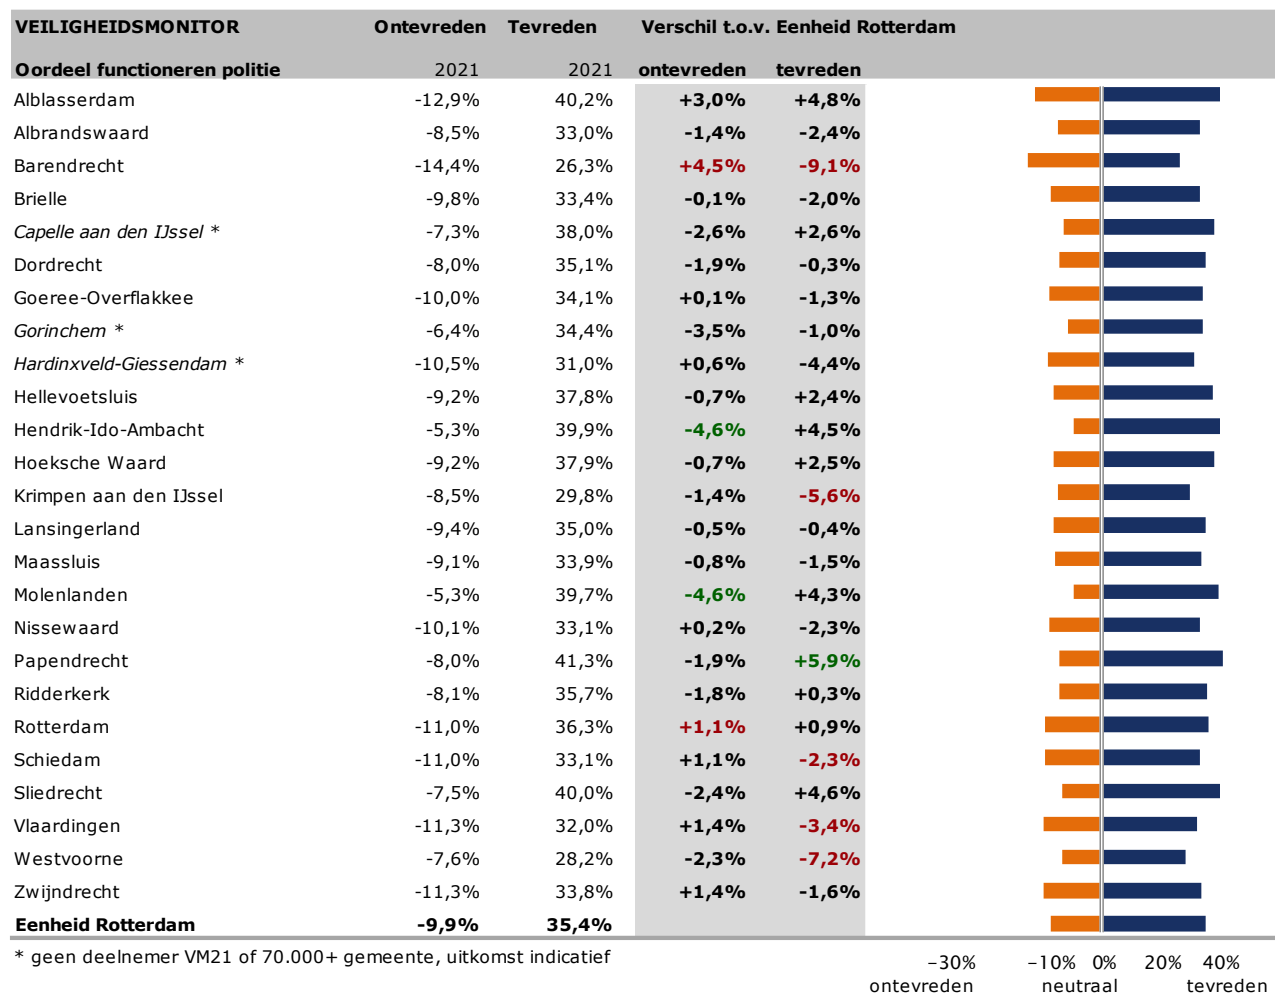 VEILIGHEIDSMONITOR Ontevreden Tevreden Verschil t.o.v. Eenheid Rotterdam
Oordeel functioneren politie 2021 2021 ontevreden tevreden
Alblasserdam -12,9% 40,2% +3,0% +4,8%
Albrandswaard -8,5% 33,0% -1,4% -2,4%
Barendrecht -14,4% 26,3% +4,5% -9,1%
Brielle -9,8% 33,4% -0,1% -2,0%
Capelle aan den IJssel * -7,3% 38,0% -2,6% +2,6%
Dordrecht -8,0% 35,1% -1,9% -0,3%
Goeree-Overflakkee -10,0% 34,1% +0,1% -1,3%
Gorinchem * -6,4% 34,4% -3,5% -1,0%
Hardinxveld-Giessendam * -10,5% 31,0% +0,6% -4,4%
Hellevoetsluis -9,2% 37,8% -0,7% +2,4%
Hendrik-Ido-Ambacht -5,3% 39,9% -4,6% +4,5%
Hoeksche Waard -9,2% 37,9% -0,7% +2,5%
Krimpen aan den IJssel -8,5% 29,8% -1,4% -5,6%
Lansingerland -9,4% 35,0% -0,5% -0,4%
Maassluis -9,1% 33,9% -0,8% -1,5%
Molenlanden -5,3% 39,7% -4,6% +4,3%
Nissewaard -10,1% 33,1% +0,2% -2,3%
Papendrecht -8,0% 41,3% -1,9% +5,9%
Ridderkerk -8,1% 35,7% -1,8% +0,3%
Rotterdam -11,0% 36,3% +1,1% +0,9%
Schiedam -11,0% 33,1% +1,1% -2,3%
Sliedrecht -7,5% 40,0% -2,4% +4,6%
Vlaardingen -11,3% 32,0% +1,4% -3,4%
Westvoorne -7,6% 28,2% -2,3% -7,2%
Zwijndrecht -11,3% 33,8% +1,4% -1,6%
Eenheid Rotterdam -9,9% 35,4%
* geen deelnemer VM21 of 70.000+ gemeente, uitkomst indicatief
-30% -10% 0% 20% 40%
ontevreden neutraal tevreden